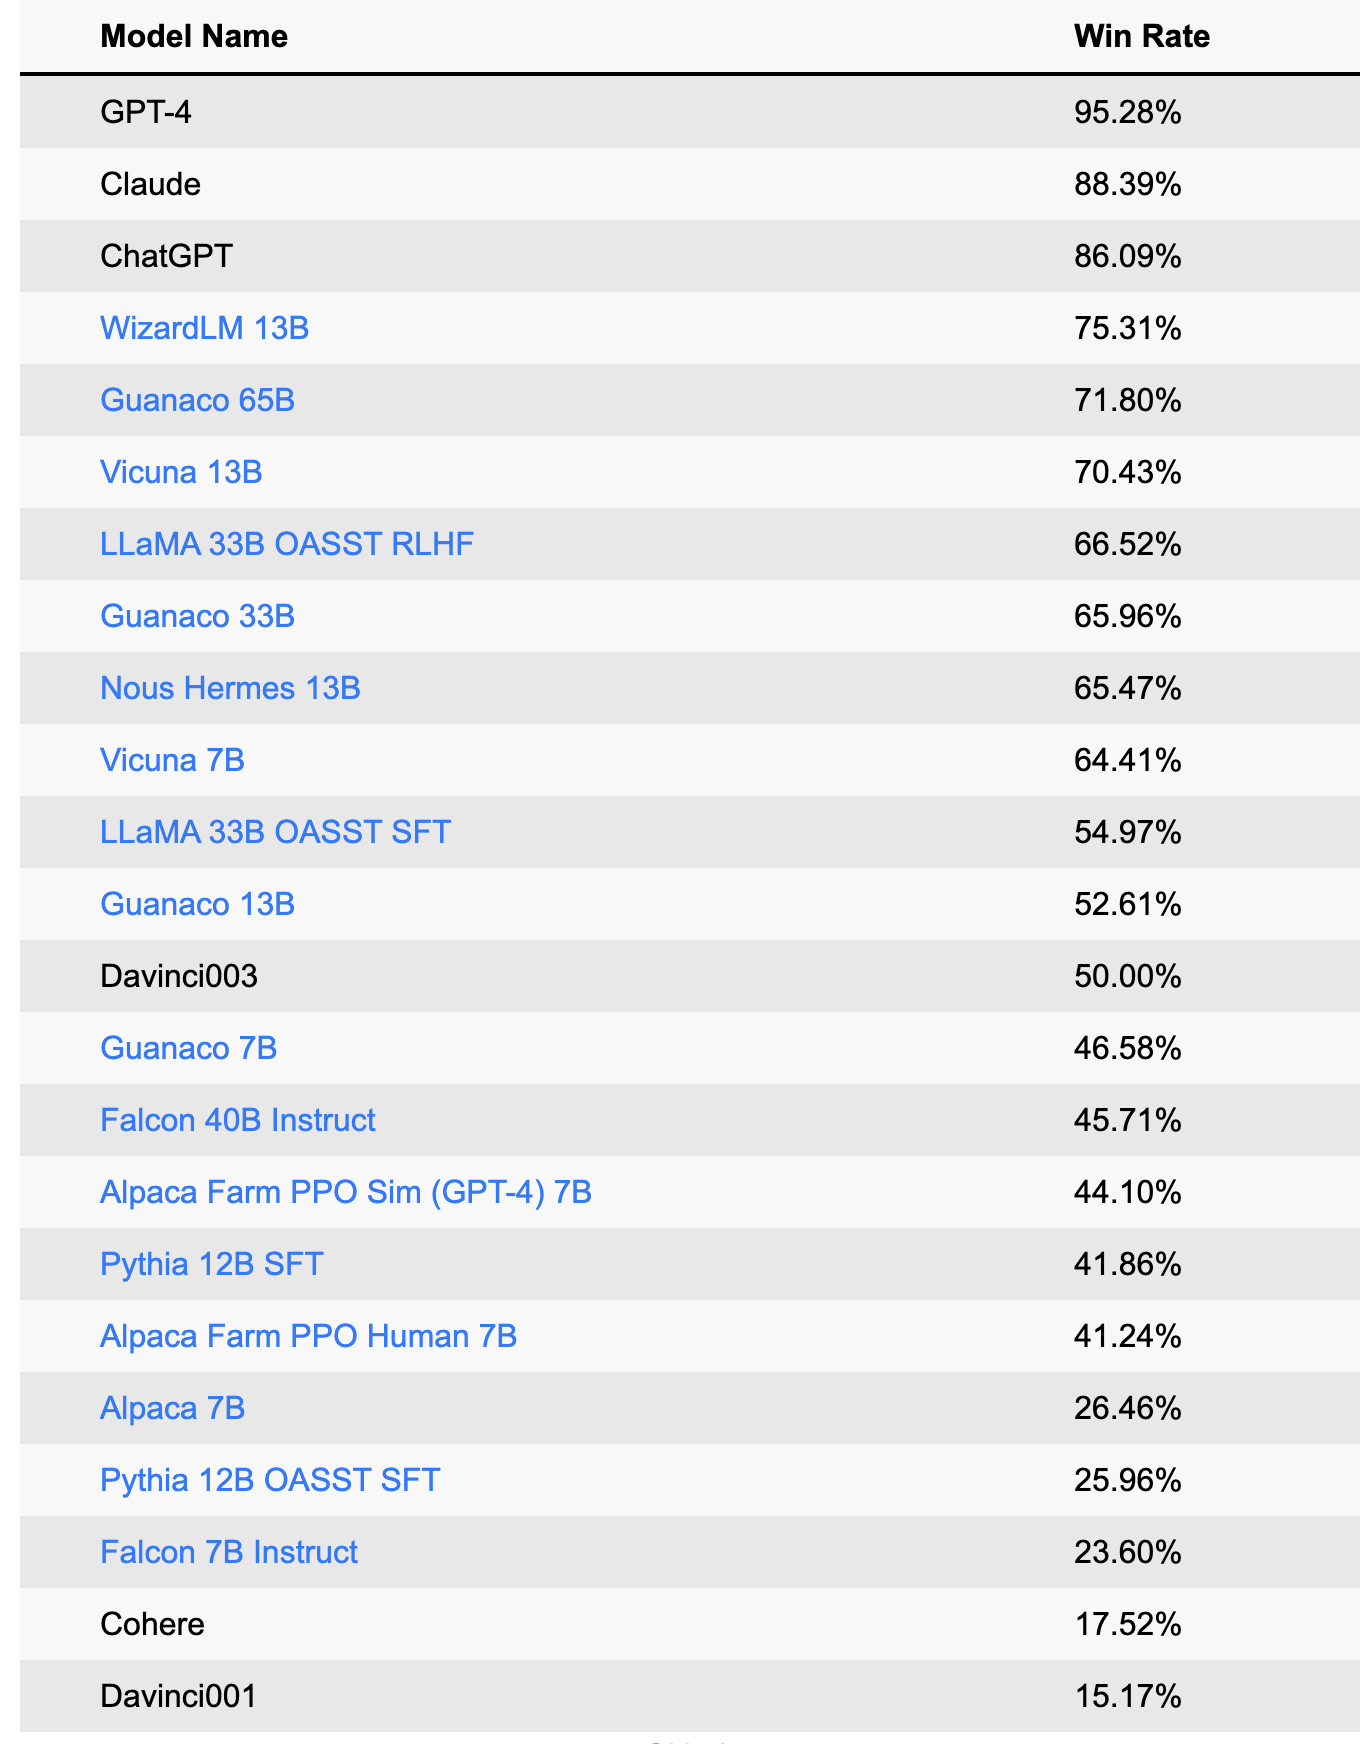 Model Name Win Rate
GPT-4 95.28%
Claude 88.39%
ChatGPT 86.09%
WizardLM 13B 75.31%
Guanaco 65B 71.80%
Vicuna 13B 70.43%
LLaMA 33B OASST RLHF 66.52%
Guanaco 33B 65.96%
Nous Hermes 13B 65.47%
Vicuna 7B 64.41%
LLaMA 33B OASST SFT 54.97%
Guanaco 13B 52.61%
Davinci003 50.00%
Guanaco 7B 46.58%
Falcon 40B Instruct 45.71%
Alpaca Farm PPO Sim (GPT-4) 7B 44.10%
Pythia 12B SFT 41.86%
Alpaca Farm PPO Human 7B 41.24%
Alpaca 7B 26.46%
Pythia 12B OASST SFT 25.96%
Falcon 7B Instruct 23.60%
Cohere 17.52%
Davinci001 15.17%